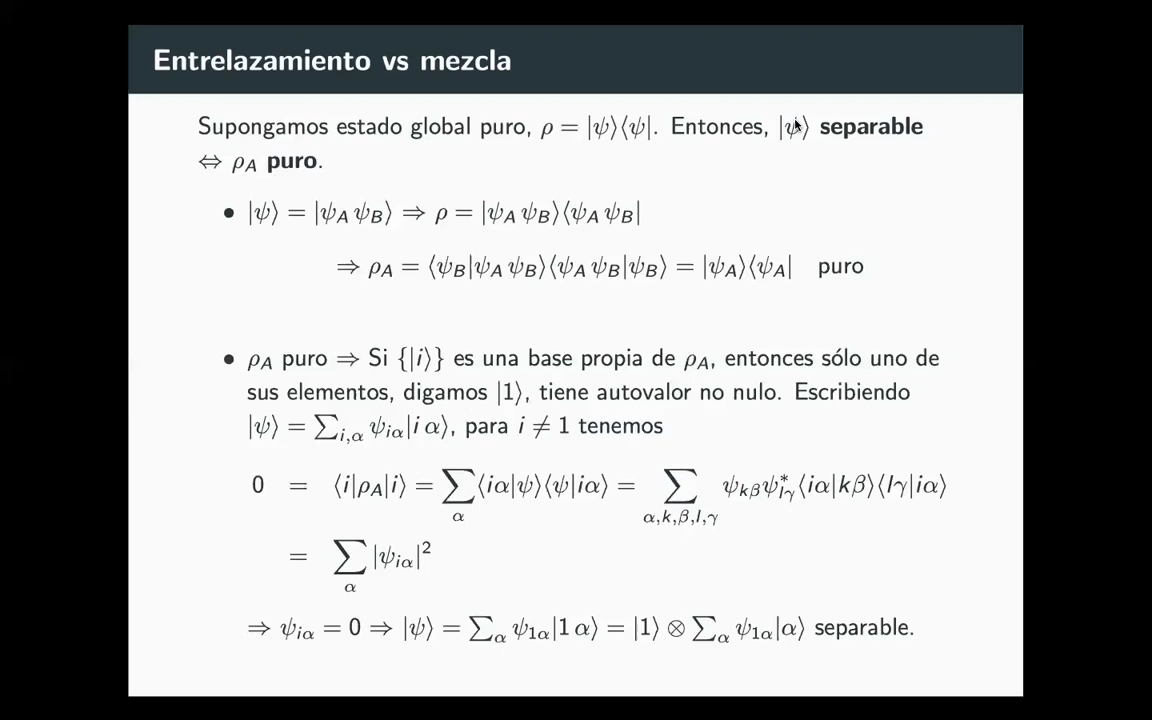 Entrelazamiento vs mezcla
Supongamos estado global puro, ρ = |ψ⟩⟨ψ|. Entonces, |ψ⟩ separable
⇔ ρ_A puro.
• |ψ⟩ = |ψ_A ψ_B⟩ ⇒ ρ = |ψ_A ψ_B⟩⟨ψ_A ψ_B|
⇒ ρ_A = ⟨ψ_B|ψ_A ψ_B⟩⟨ψ_A ψ_B|ψ_B⟩ = |ψ_A⟩⟨ψ_A| puro
• ρ_A puro ⇒ Si {|i⟩} es una base propia de ρ_A, entonces sólo uno de
sus elementos, digamos |1⟩, tiene autovalor no nulo. Escribiendo
|ψ⟩ = ∑_{i,α} ψ_{iα}|i α⟩, para i ≠ 1 tenemos
0 = ⟨i|ρ_A|i⟩ = ∑_α ⟨iα|ψ⟩⟨ψ|iα⟩ = ∑_{α,k,β,l,γ} ψ_{kβ}ψ*_{lγ}⟨iα|kβ⟩⟨lγ|iα⟩
= ∑_α |ψ_{iα}|²
⇒ ψ_{iα} = 0 ⇒ |ψ⟩ = ∑_α ψ_{1α}|1 α⟩ = |1⟩ ⊗ ∑_α ψ_{1α}|α⟩ separable.